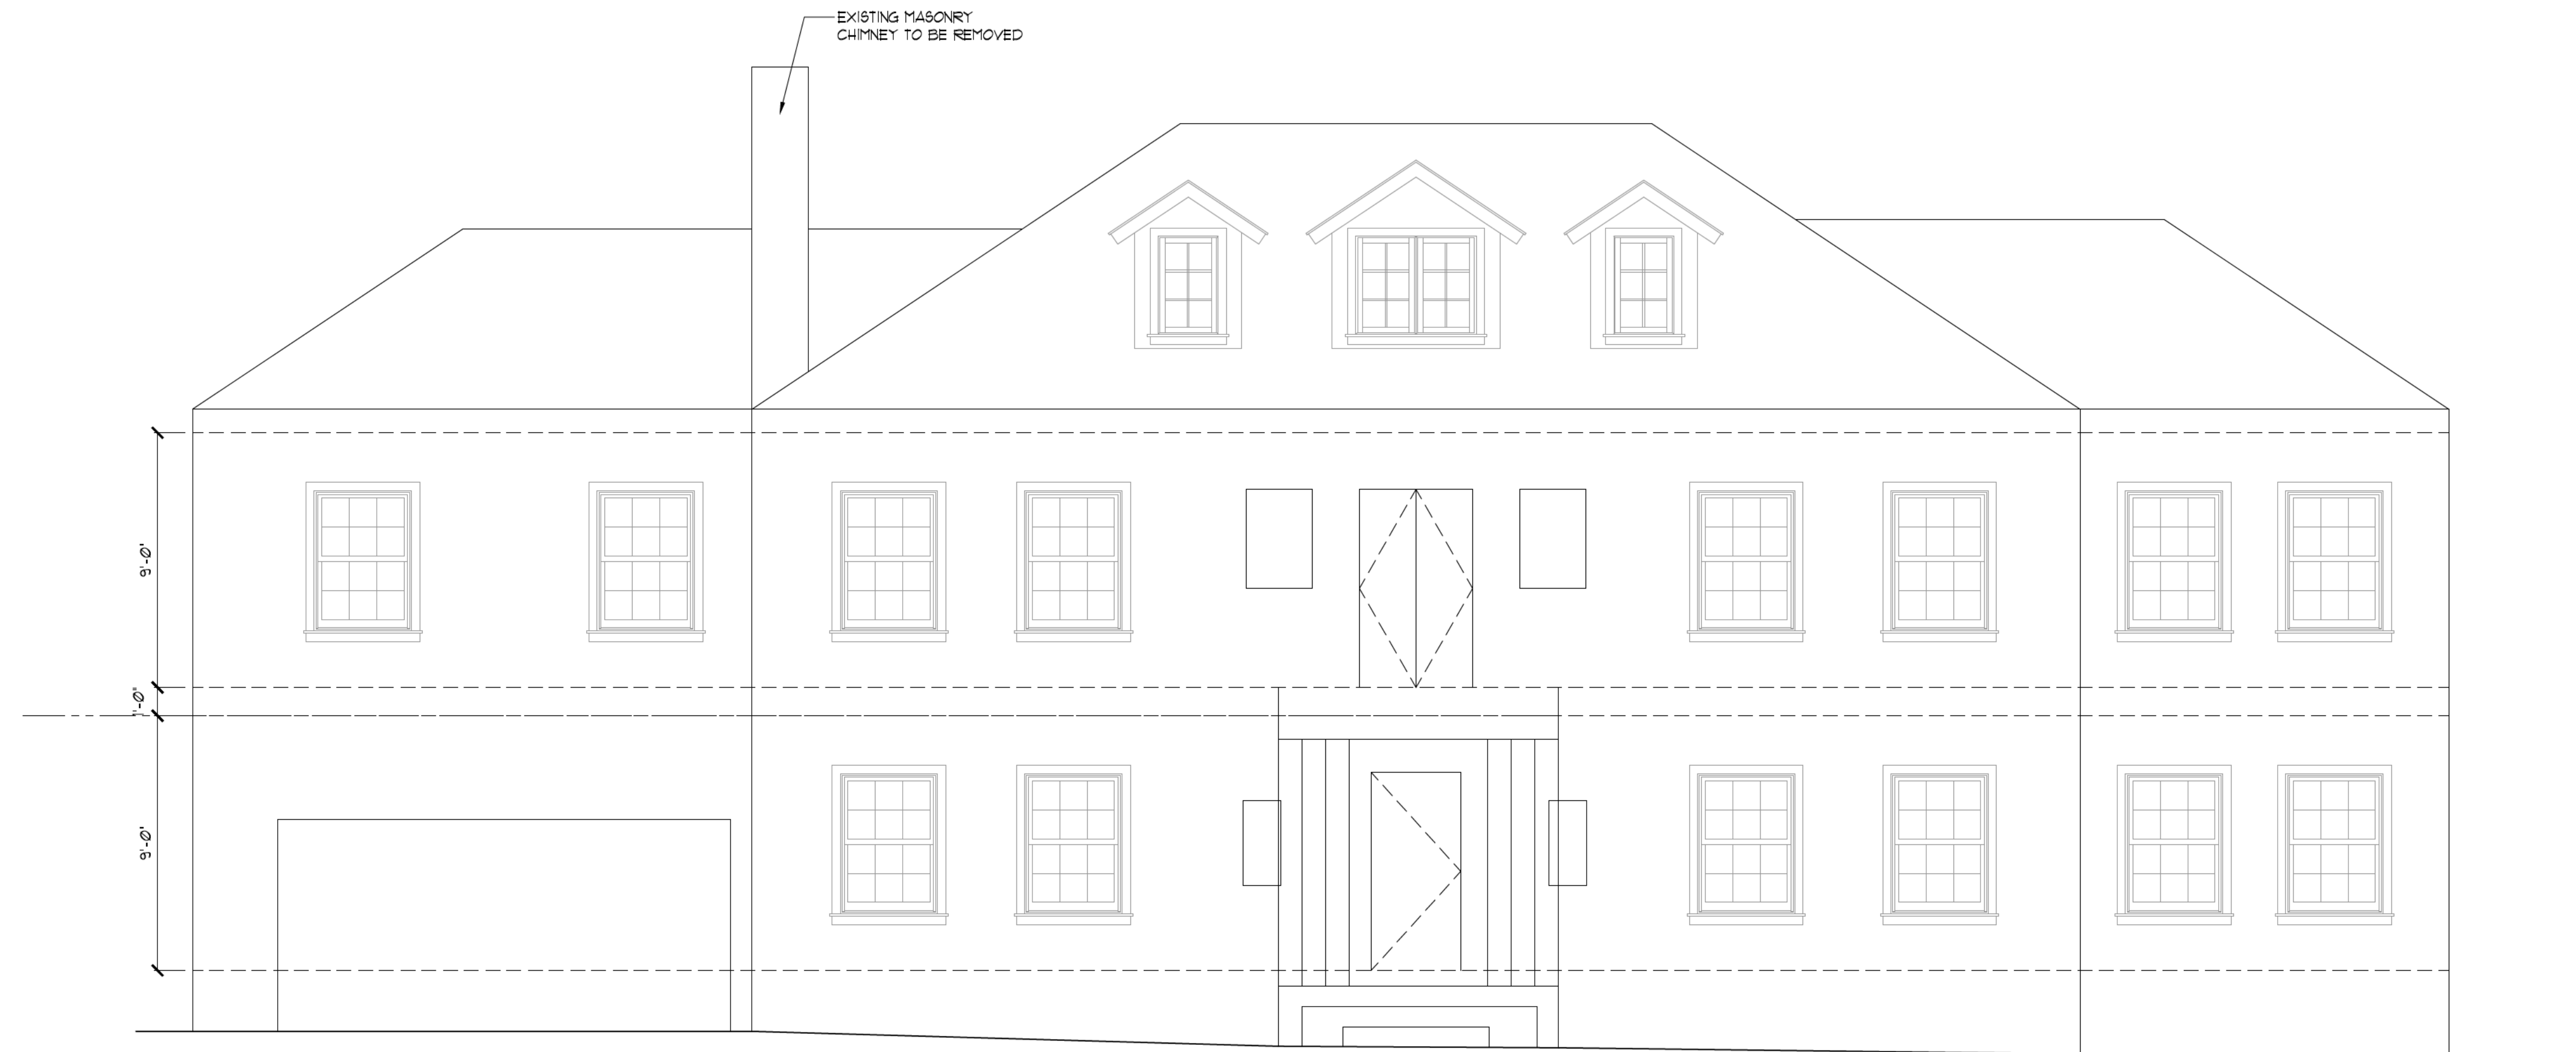 EXISTING MASONRY
CHIMNEY TO BE REMOVED
9'-0"
1'-0"
9'-0"